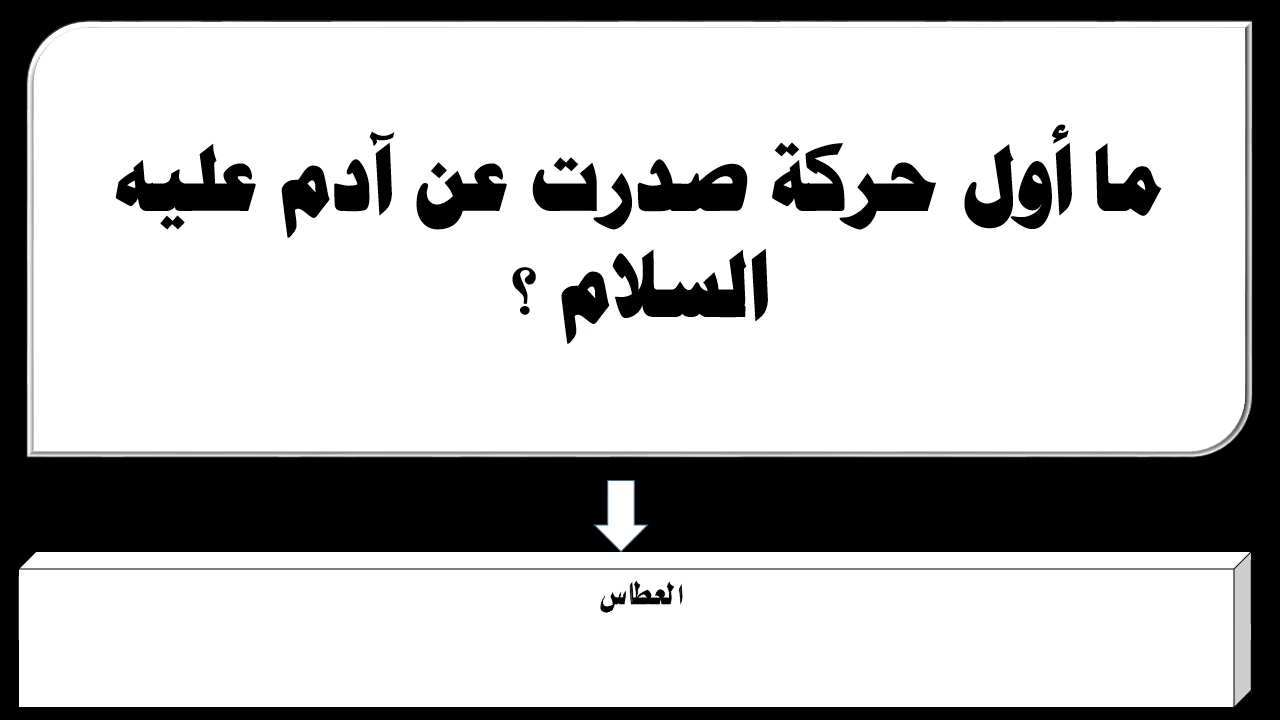 ما أول حركة صدرت عن آدم عليه
السلام ؟
العطاس